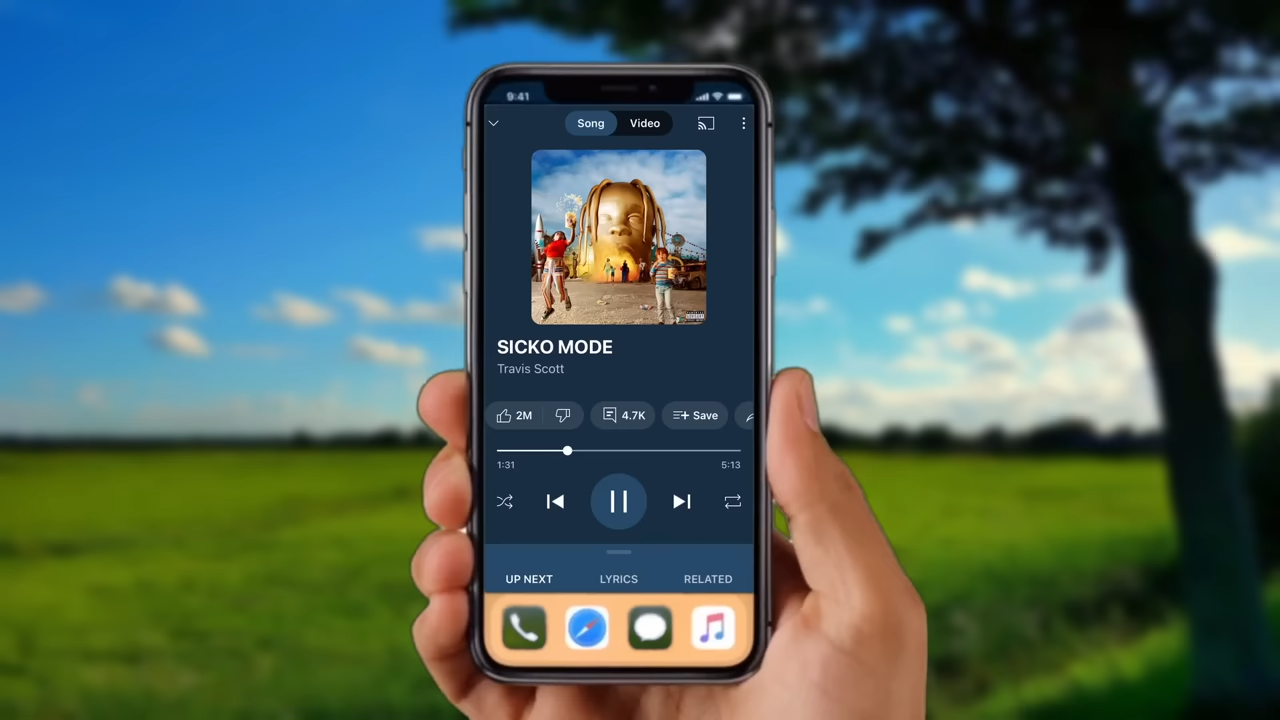 9:41
Song Video
SICKO MODE
Travis Scott
2M 4.7K Save
1:31 5:13
UP NEXT LYRICS RELATED